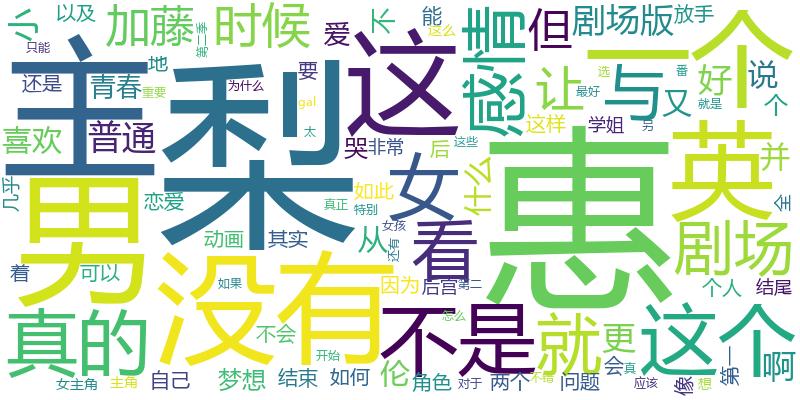 小
以及
加藤
时候
第二季
爱
不
能
这么
感情
但
剧场版
放手
一个
只能
还是
青春
地
为什么
要
gal
重要
主
梨
这
让
与
选
番
最好
又
好
就是
说
个
喜欢
普通
太
哭
非常
后
这些
这样
学姐
另
惠
英
并
几乎
男
恋爱
真正
如此
特别
女
什么
全
动画
其实
女孩
还有
从
看
剧场
着
可以
没有
如果
因为
后宫
第二
个人
结尾
真的
不会
开始
不是
怎么
就
更
这个
啊
女主角
主角
自己
梦想
结束
如何
伦
角色
对于
两个
不错
问题
会
真
应该
像
想
第一